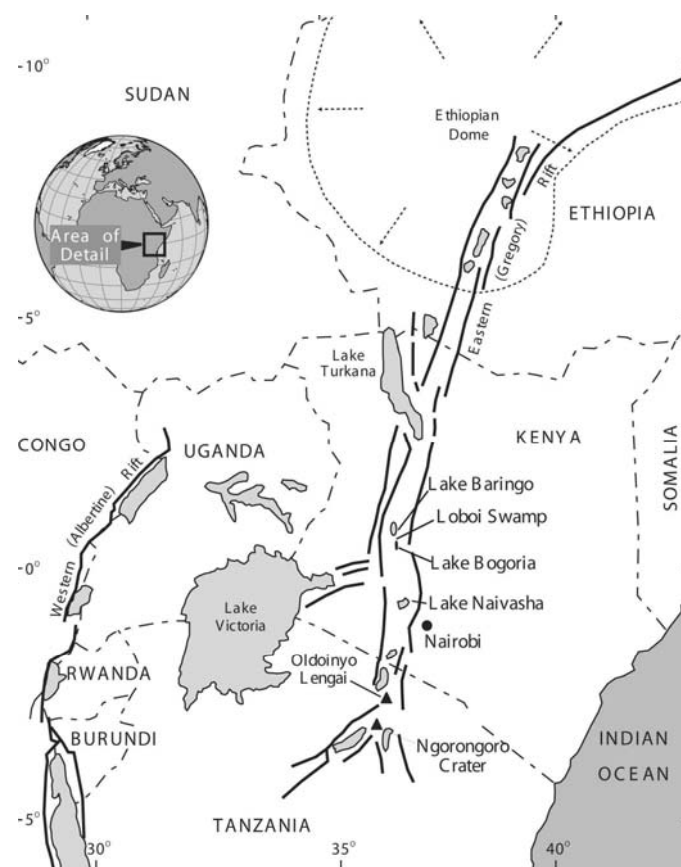 10°
SUDAN
Ethiopian
Dome
Rift
ETHIOPIA
Area of
Detail
(Gregory)
Eastern
5°
Lake
Turkana
CONGO
UGANDA
KENYA
SOMALIA
Western (Albertine) Rift
Lake Baringo
Loboi Swamp
0°
Lake Bogoria
Lake Victoria
Lake Naivasha
Nairobi
RWANDA
Oldoinyo
Lengai
BURUNDI
Ngorongoro
Crater
INDIAN
OCEAN
5°
TANZANIA
30°
35°
40°